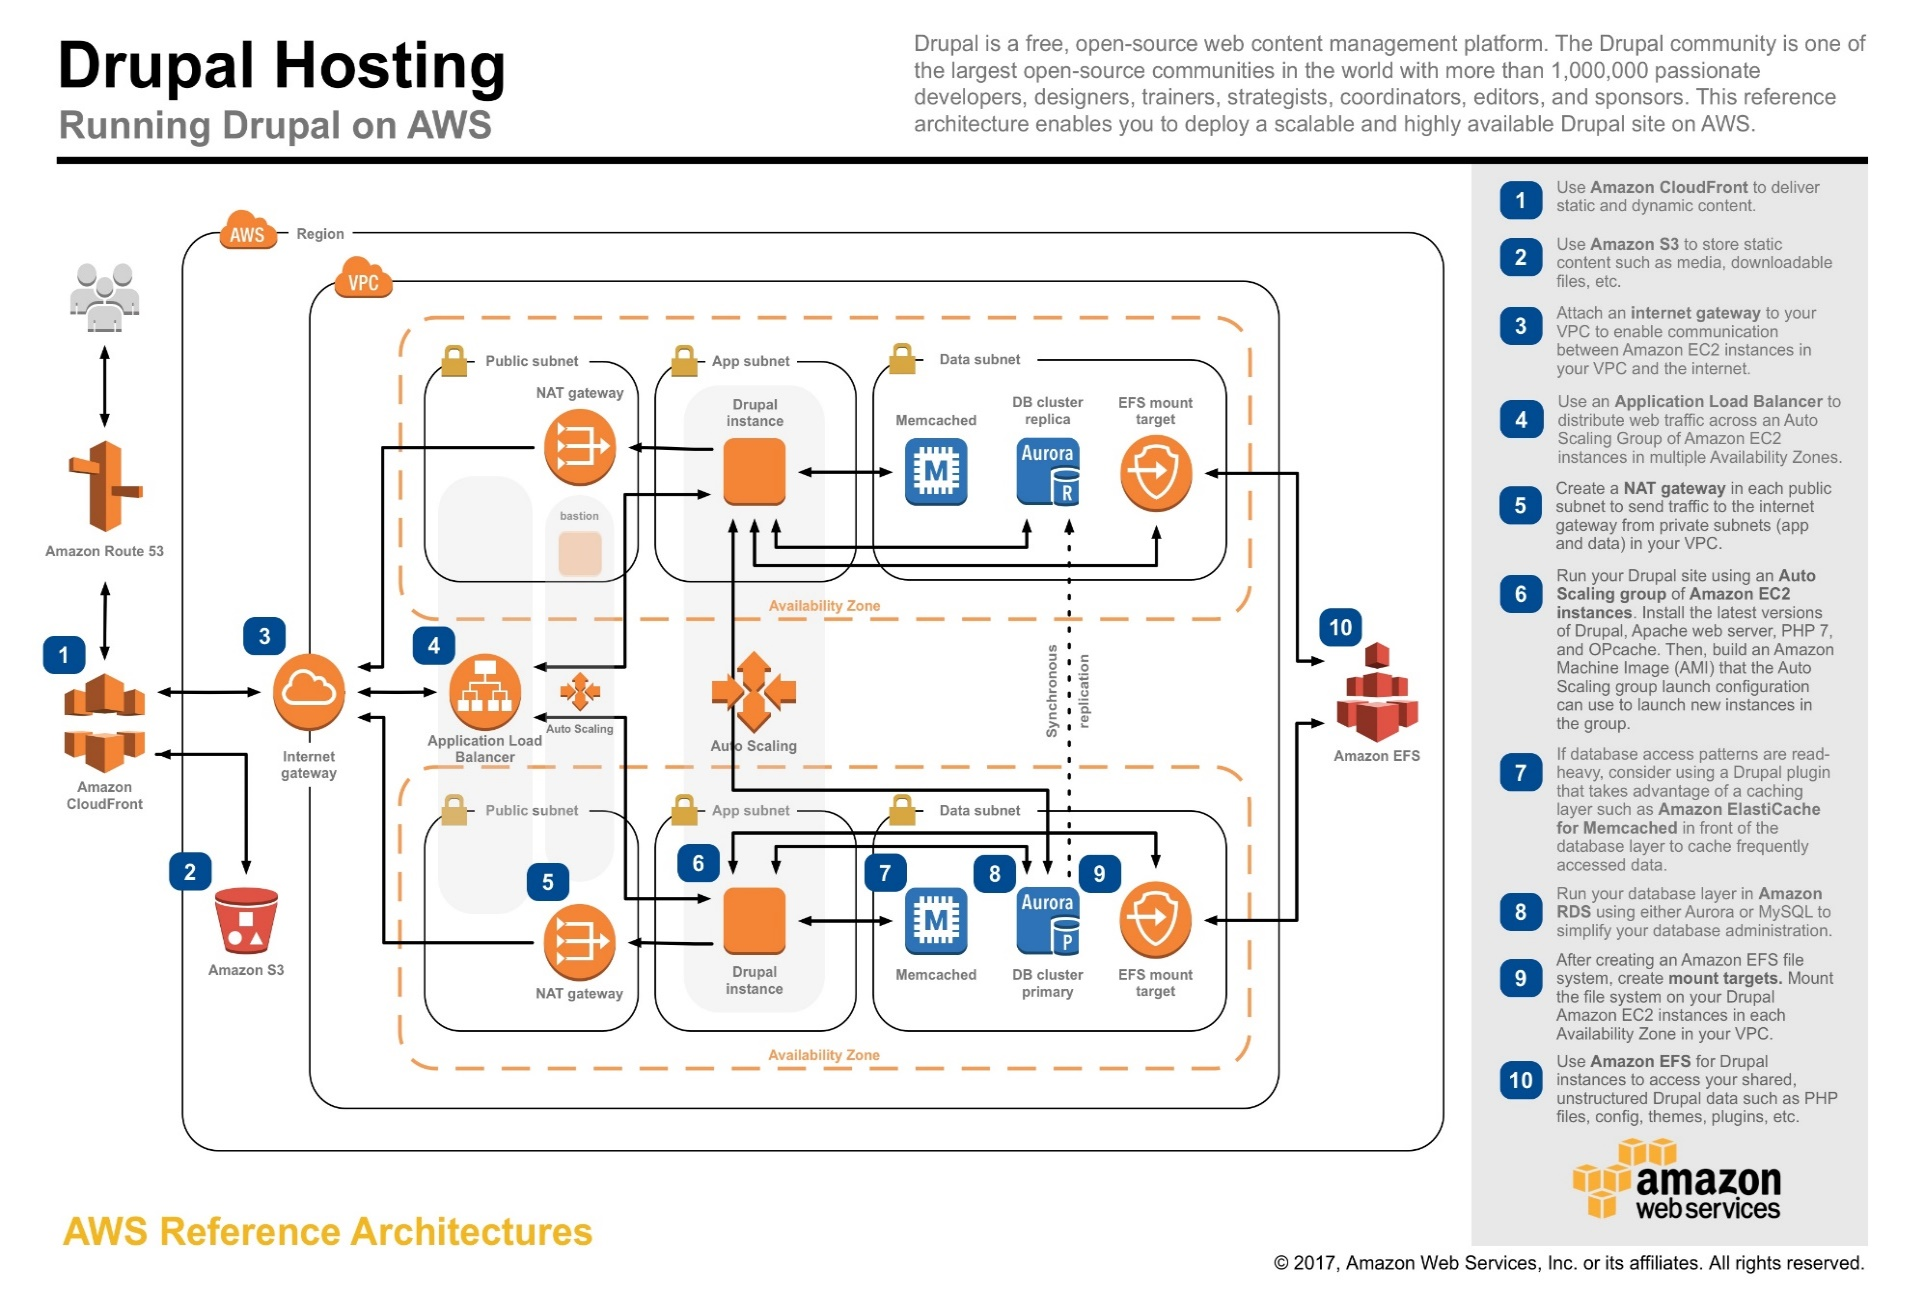 Drupal Hosting
Running Drupal on AWS
Drupal is a free, open-source web content management platform. The Drupal community is one of
the largest open-source communities in the world with more than 1,000,000 passionate
developers, designers, trainers, strategists, coordinators, editors, and sponsors. This reference
architecture enables you to deploy a scalable and highly available Drupal site on AWS.
AWS
Region
VPC
Public subnet
App subnet
Data subnet
NAT gateway
Drupal
instance
Memcached
DB cluster
replica
EFS mount
target
M
Aurora
R
bastion
Availability Zone
Amazon Route 53
1
Amazon
CloudFront
2
Amazon S3
3
Internet
gateway
4
Application Load
Balancer
Auto Scaling
Auto Scaling
Synchronous
replication
10
Amazon EFS
Public subnet
App subnet
Data subnet
5
NAT gateway
6
Drupal
instance
7
M
Memcached
8
Aurora
P
DB cluster
primary
9
EFS mount
target
Availability Zone
1
Use Amazon CloudFront to deliver
static and dynamic content.
2
Use Amazon S3 to store static
content such as media, downloadable
files, etc.
3
Attach an internet gateway to your
VPC to enable communication
between Amazon EC2 instances in
your VPC and the internet.
4
Use an Application Load Balancer to
distribute web traffic across an Auto
Scaling Group of Amazon EC2
instances in multiple Availability Zones.
5
Create a NAT gateway in each public
subnet to send traffic to the internet
gateway from private subnets (app
and data) in your VPC.
6
Run your Drupal site using an Auto
Scaling group of Amazon EC2
instances. Install the latest versions
of Drupal, Apache web server, PHP 7,
and OPcache. Then, build an Amazon
Machine Image (AMI) that the Auto
Scaling group launch configuration
can use to launch new instances in
the group.
7
If database access patterns are read-
heavy, consider using a Drupal plugin
that takes advantage of a caching
layer such as Amazon ElastiCache
for Memcached in front of the
database layer to cache frequently
accessed data.
8
Run your database layer in Amazon
RDS using either Aurora or MySQL to
simplify your database administration.
9
After creating an Amazon EFS file
system, create mount targets. Mount
the file system on your Drupal
Amazon EC2 instances in each
Availability Zone in your VPC.
10
Use Amazon EFS for Drupal
instances to access your shared,
unstructured Drupal data such as PHP
files, config, themes, plugins, etc.
amazon
web services
AWS Reference Architectures
© 2017, Amazon Web Services, Inc. or its affiliates. All rights reserved.